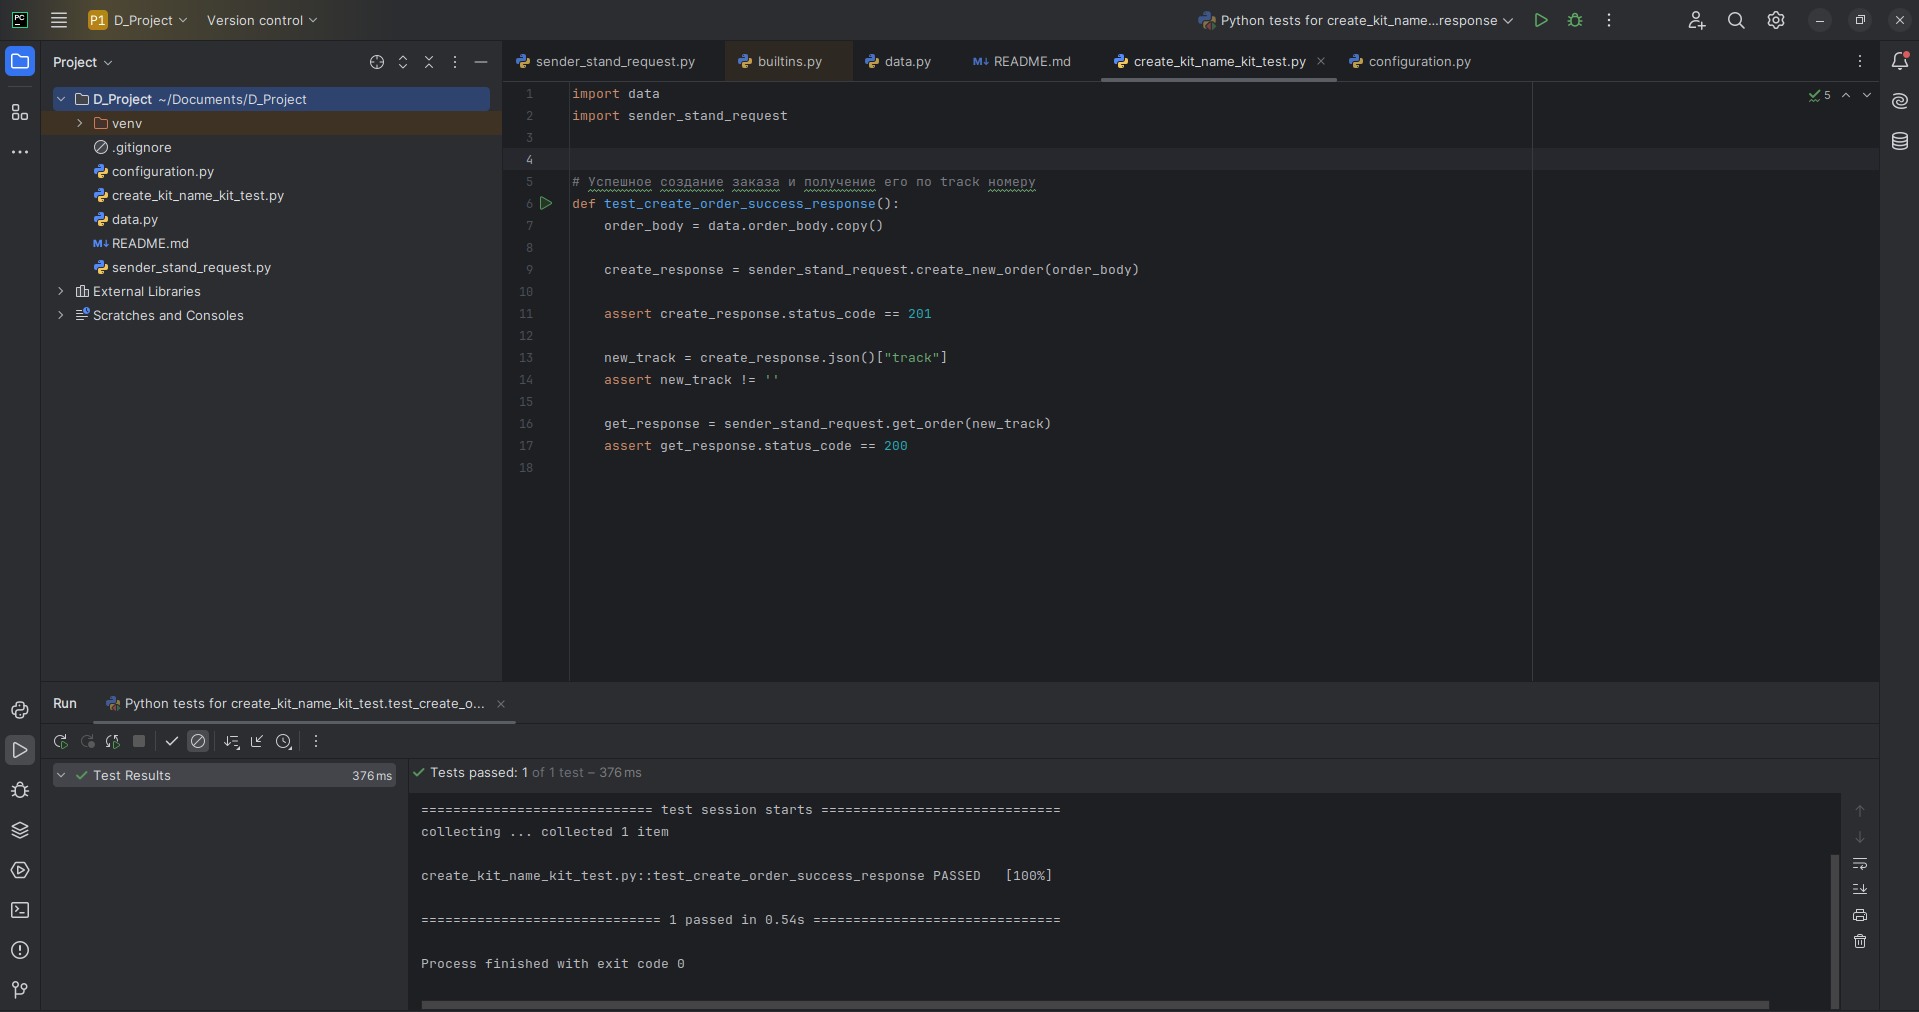 PC
P1 D_Project
Version control
Python tests for create_kit_name...response
Project
D_Project ~/Documents/D_Project
venv
.gitignore
configuration.py
create_kit_name_kit_test.py
data.py
M↓ README.md
sender_stand_request.py
External Libraries
Scratches and Consoles
sender_stand_request.py
builtins.py
data.py
M↓ README.md
create_kit_name_kit_test.py
configuration.py
5
1 import data
2 import sender_stand_request
3
4
5 # Успешное создание заказа и получение его по track номеру
6 def test_create_order_success_response():
7 order_body = data.order_body.copy()
8
9 create_response = sender_stand_request.create_new_order(order_body)
10
11 assert create_response.status_code == 201
12
13 new_track = create_response.json()["track"]
14 assert new_track != ''
15
16 get_response = sender_stand_request.get_order(new_track)
17 assert get_response.status_code == 200
18
Run
Python tests for create_kit_name_kit_test.test_create_o...
Test Results 376 ms
Tests passed: 1 of 1 test – 376 ms
============================= test session starts ==============================
collecting ... collected 1 item
create_kit_name_kit_test.py::test_create_order_success_response PASSED [100%]
============================== 1 passed in 0.54s ===============================
Process finished with exit code 0